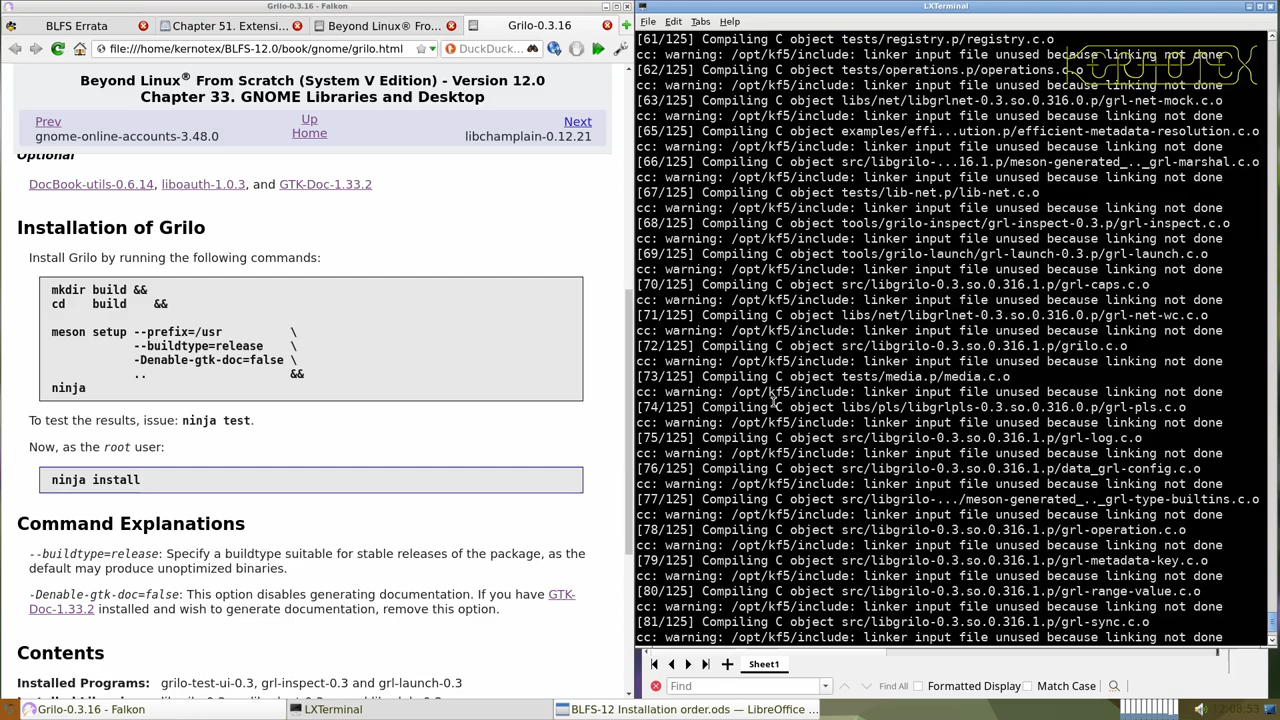 Grilo-0.3.16 - Falkon
BLFS Errata
Chapter 51. Extensi...
Beyond Linux® Fro...
Grilo-0.3.16
file:///home/kernotex/BLFS-12.0/book/gnome/grilo.html
DuckDuck...
Beyond Linux® From Scratch (System V Edition) - Version 12.0
Chapter 33. GNOME Libraries and Desktop
Prev
Up
Next
gnome-online-accounts-3.48.0
Home
libchamplain-0.12.21
Optional
DocBook-utils-0.6.14, liboauth-1.0.3, and GTK-Doc-1.33.2
Installation of Grilo
Install Grilo by running the following commands:
mkdir build &&
cd    build    &&
meson setup --prefix=/usr          \
--buildtype=release    \
-Denable-gtk-doc=false \
..                     &&
ninja
To test the results, issue: ninja test.
Now, as the root user:
ninja install
Command Explanations
--buildtype=release: Specify a buildtype suitable for stable releases of the package, as the
default may produce unoptimized binaries.
-Denable-gtk-doc=false: This option disables generating documentation. If you have GTK-
Doc-1.33.2 installed and wish to generate documentation, remove this option.
Contents
Installed Programs: grilo-test-ui-0.3, grl-inspect-0.3 and grl-launch-0.3
LXTerminal
File Edit Tabs Help
[61/125] Compiling C object tests/registry.p/registry.c.o
cc: warning: /opt/kf5/include: linker input file unused because linking not done
[62/125] Compiling C object tests/operations.p/operations.c.o
cc: warning: /opt/kf5/include: linker input file unused because linking not done
[63/125] Compiling C object libs/net/libgrlnet-0.3.so.0.316.0.p/grl-net-mock.c.o
cc: warning: /opt/kf5/include: linker input file unused because linking not done
[65/125] Compiling C object examples/effi...ution.p/efficient-metadata-resolution.c.o
cc: warning: /opt/kf5/include: linker input file unused because linking not done
[66/125] Compiling C object src/libgrilo-...16.1.p/meson-generated_.._grl-marshal.c.o
cc: warning: /opt/kf5/include: linker input file unused because linking not done
[67/125] Compiling C object tests/lib-net.p/lib-net.c.o
cc: warning: /opt/kf5/include: linker input file unused because linking not done
[68/125] Compiling C object tools/grilo-inspect/grl-inspect-0.3.p/grl-inspect.c.o
cc: warning: /opt/kf5/include: linker input file unused because linking not done
[69/125] Compiling C object tools/grilo-launch/grl-launch-0.3.p/grl-launch.c.o
cc: warning: /opt/kf5/include: linker input file unused because linking not done
[70/125] Compiling C object src/libgrilo-0.3.so.0.316.1.p/grl-caps.c.o
cc: warning: /opt/kf5/include: linker input file unused because linking not done
[71/125] Compiling C object libs/net/libgrlnet-0.3.so.0.316.0.p/grl-net-wc.c.o
cc: warning: /opt/kf5/include: linker input file unused because linking not done
[72/125] Compiling C object src/libgrilo-0.3.so.0.316.1.p/grilo.c.o
cc: warning: /opt/kf5/include: linker input file unused because linking not done
[73/125] Compiling C object tests/media.p/media.c.o
cc: warning: /opt/kf5/include: linker input file unused because linking not done
[74/125] Compiling C object libs/pls/libgrlpls-0.3.so.0.316.0.p/grl-pls.c.o
cc: warning: /opt/kf5/include: linker input file unused because linking not done
[75/125] Compiling C object src/libgrilo-0.3.so.0.316.1.p/grl-log.c.o
cc: warning: /opt/kf5/include: linker input file unused because linking not done
[76/125] Compiling C object src/libgrilo-0.3.so.0.316.1.p/data_grl-config.c.o
cc: warning: /opt/kf5/include: linker input file unused because linking not done
[77/125] Compiling C object src/libgrilo-.../meson-generated_.._grl-type-builtins.c.o
cc: warning: /opt/kf5/include: linker input file unused because linking not done
[78/125] Compiling C object src/libgrilo-0.3.so.0.316.1.p/grl-operation.c.o
cc: warning: /opt/kf5/include: linker input file unused because linking not done
[79/125] Compiling C object src/libgrilo-0.3.so.0.316.1.p/grl-metadata-key.c.o
cc: warning: /opt/kf5/include: linker input file unused because linking not done
[80/125] Compiling C object src/libgrilo-0.3.so.0.316.1.p/grl-range-value.c.o
cc: warning: /opt/kf5/include: linker input file unused because linking not done
[81/125] Compiling C object src/libgrilo-0.3.so.0.316.1.p/grl-sync.c.o
cc: warning: /opt/kf5/include: linker input file unused because linking not done
Sheet1
Find
Find All
Formatted Display
Match Case
Grilo-0.3.16 - Falkon
LXTerminal
BLFS-12 Installation order.ods — LibreOffice ...
12:08:53